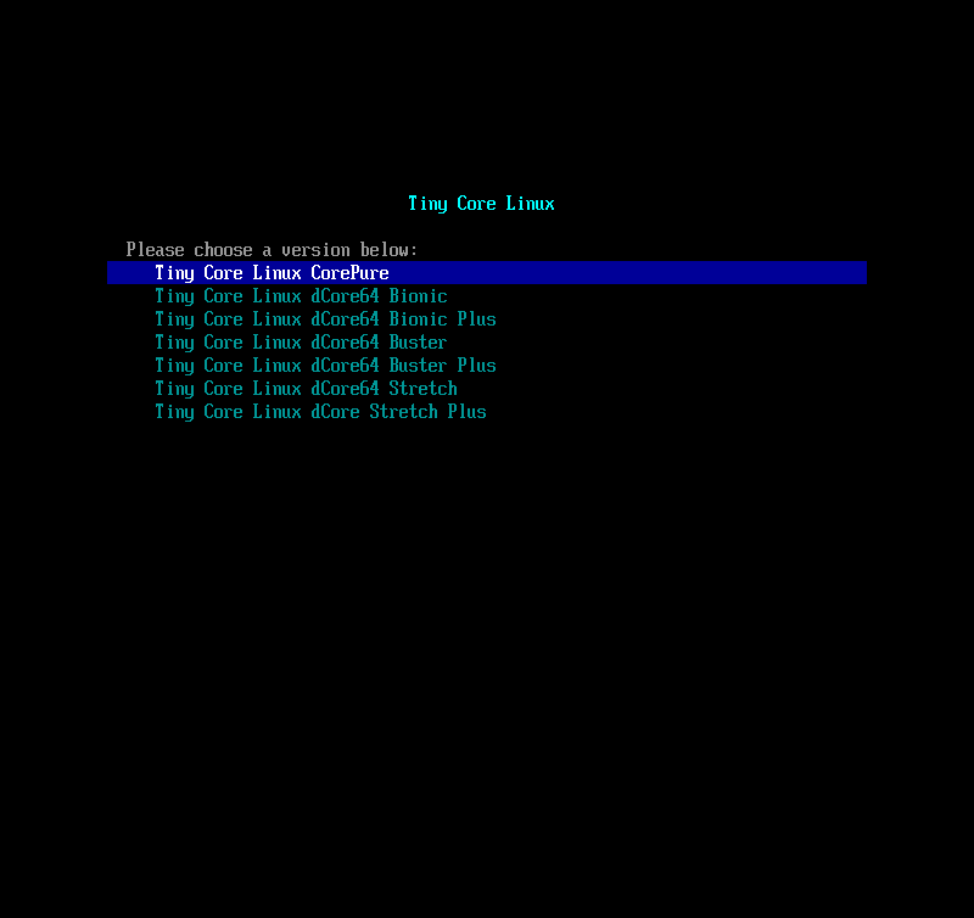 Tiny Core Linux
Please choose a version below:
Tiny Core Linux CorePure
Tiny Core Linux dCore64 Bionic
Tiny Core Linux dCore64 Bionic Plus
Tiny Core Linux dCore64 Buster
Tiny Core Linux dCore64 Buster Plus
Tiny Core Linux dCore64 Stretch
Tiny Core Linux dCore Stretch Plus